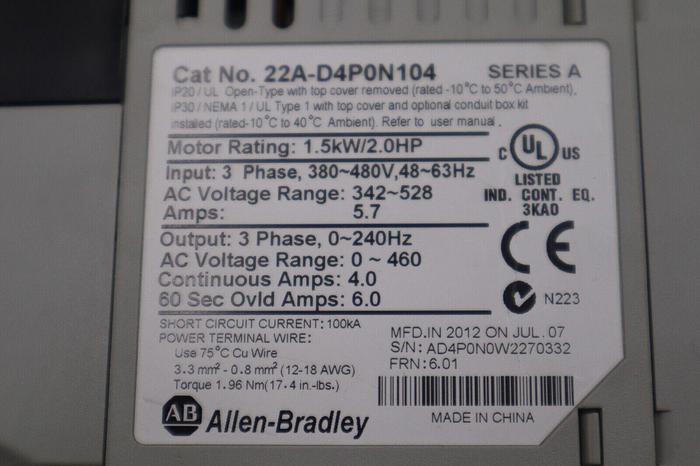 Cat No. 22A-D4P0N104 SERIES A
IP20/UL Open-Type with top cover removed (rated -10°C to 50°C Ambient),
IP30/NEMA 1/UL Type 1 with top cover and optional conduit box kit
installed (rated-10°C to 40°C Ambient). Refer to user manual.
Motor Rating: 1.5kW/2.0HP
Input: 3 Phase, 380~480V,48~63Hz
AC Voltage Range: 342~528
Amps: 5.7
C UL US
LISTED
IND. CONT. EQ.
3KAD
Output: 3 Phase, 0~240Hz
AC Voltage Range: 0 ~ 460
Continuous Amps: 4.0
60 Sec Ovld Amps: 6.0
CE
N223
SHORT CIRCUIT CURRENT: 100kA
POWER TERMINAL WIRE:
Use 75°C Cu Wire
3.3 mm² - 0.8 mm² (12-18 AWG)
Torque 1.96 Nm(17.4 in.-lbs.)
MFD.IN 2012 ON JUL. 07
S/N: AD4P0N0W2270332
FRN: 6.01
AB Allen-Bradley
MADE IN CHINA